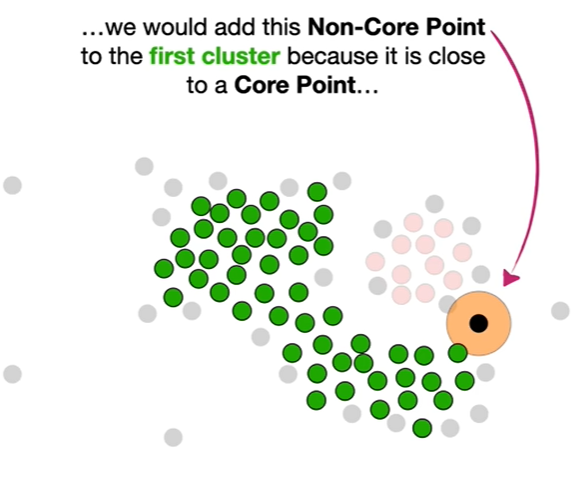 ...we would add this Non-Core Point
to the first cluster because it is close
to a Core Point...